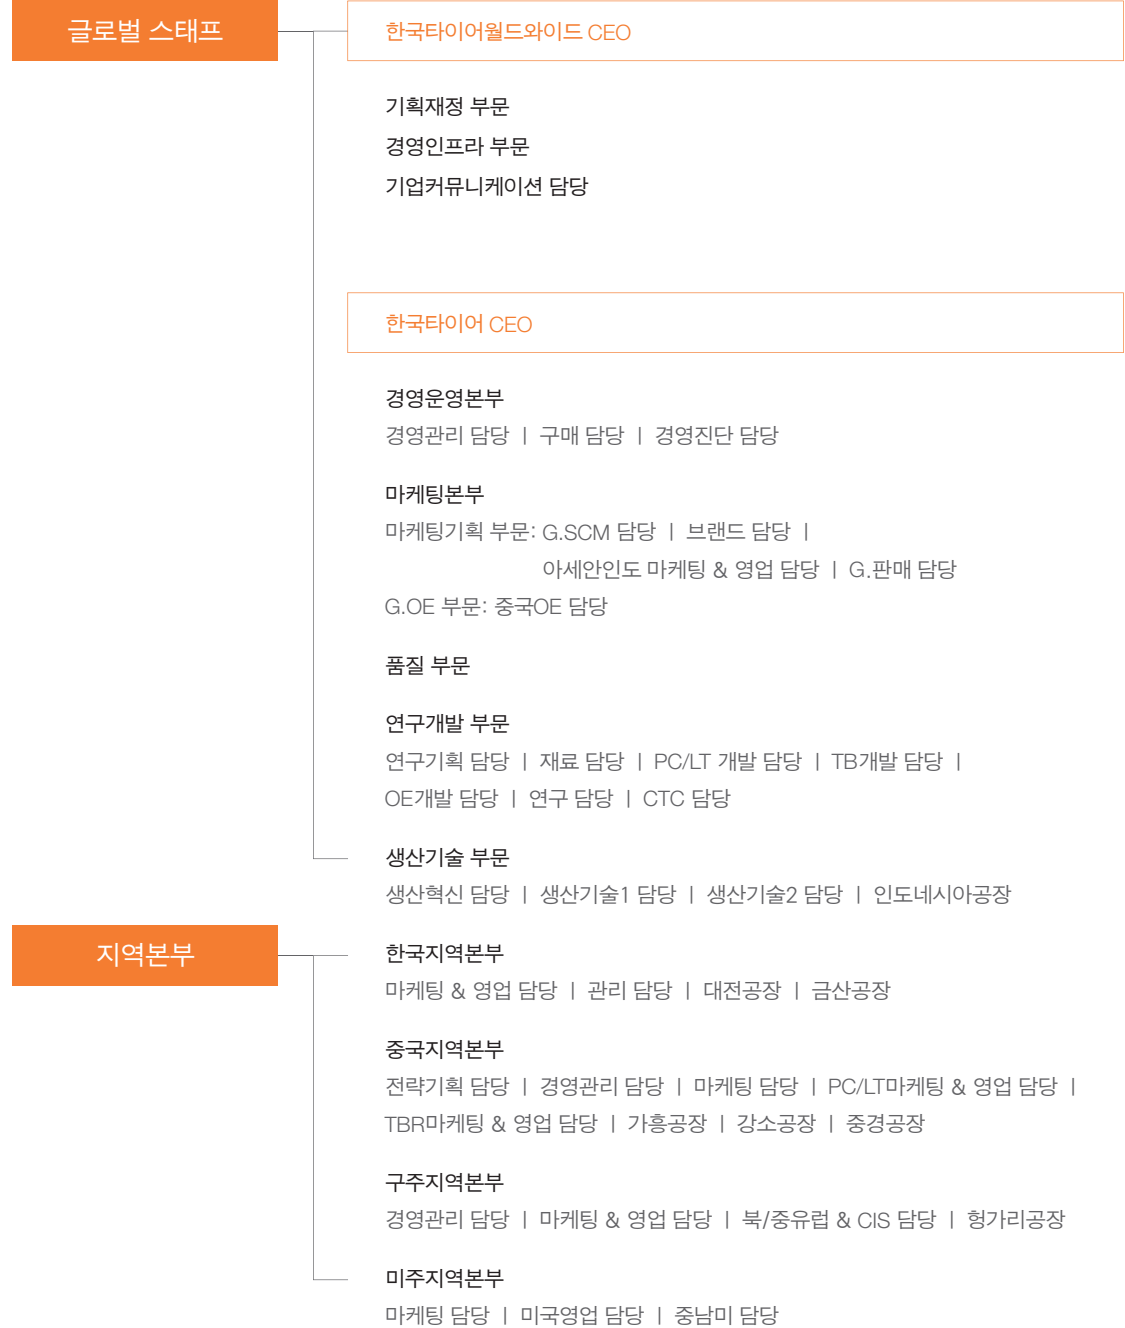 글로벌 스태프
한국타이어월드와이드 CEO
기획재정 부문
경영인프라 부문
기업커뮤니케이션 담당
한국타이어 CEO
경영운영본부
경영관리 담당 | 구매 담당 | 경영진단 담당
마케팅본부
마케팅기획 부문: G.SCM 담당 | 브랜드 담당 |
아세안인도 마케팅 & 영업 담당 | G.판매 담당
G.OE 부문: 중국OE 담당
품질 부문
연구개발 부문
연구기획 담당 | 재료 담당 | PC/LT 개발 담당 | TB개발 담당 |
OE개발 담당 | 연구 담당 | CTC 담당
생산기술 부문
생산혁신 담당 | 생산기술1 담당 | 생산기술2 담당 | 인도네시아공장
지역본부
한국지역본부
마케팅 & 영업 담당 | 관리 담당 | 대전공장 | 금산공장
중국지역본부
전략기획 담당 | 경영관리 담당 | 마케팅 담당 | PC/LT마케팅 & 영업 담당 |
TBR마케팅 & 영업 담당 | 가흥공장 | 강소공장 | 중경공장
구주지역본부
경영관리 담당 | 마케팅 & 영업 담당 | 북/중유럽 & CIS 담당 | 헝가리공장
미주지역본부
마케팅 담당 | 미국영업 담당 | 중남미 담당